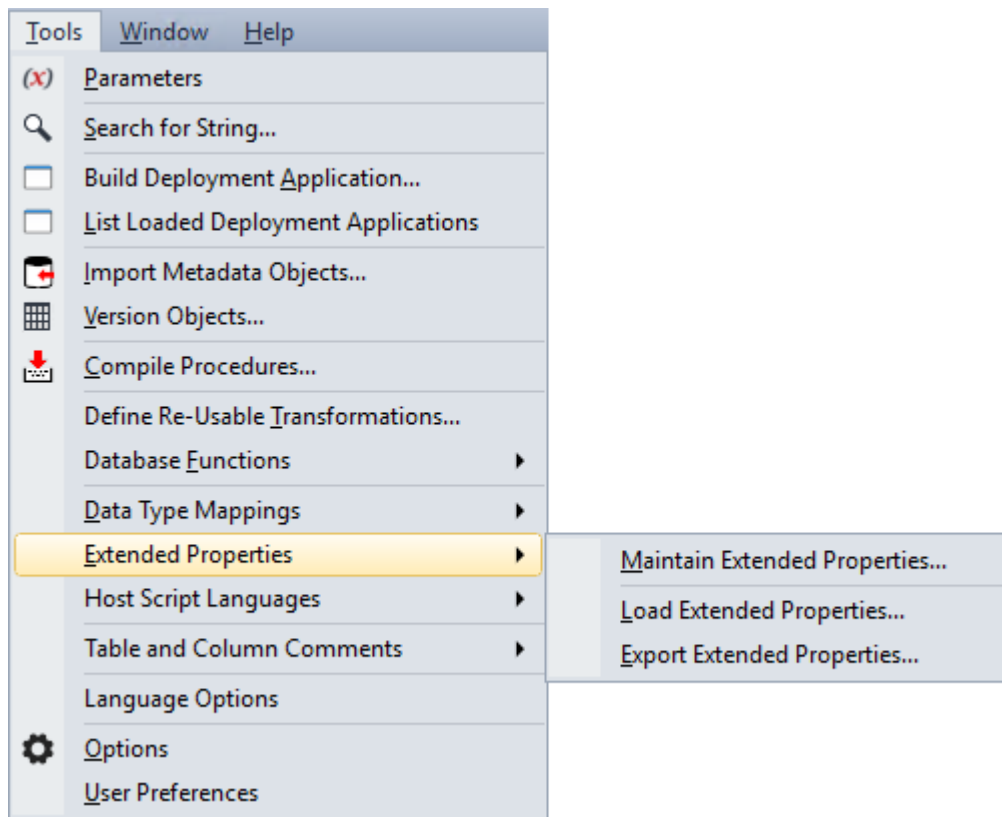 Tools Window Help
(x) Parameters
Search for String...
Build Deployment Application...
List Loaded Deployment Applications
Import Metadata Objects...
Version Objects...
Compile Procedures...
Define Re-Usable Transformations...
Database Functions
Data Type Mappings
Extended Properties
Maintain Extended Properties...
Load Extended Properties...
Export Extended Properties...
Host Script Languages
Table and Column Comments
Language Options
Options
User Preferences